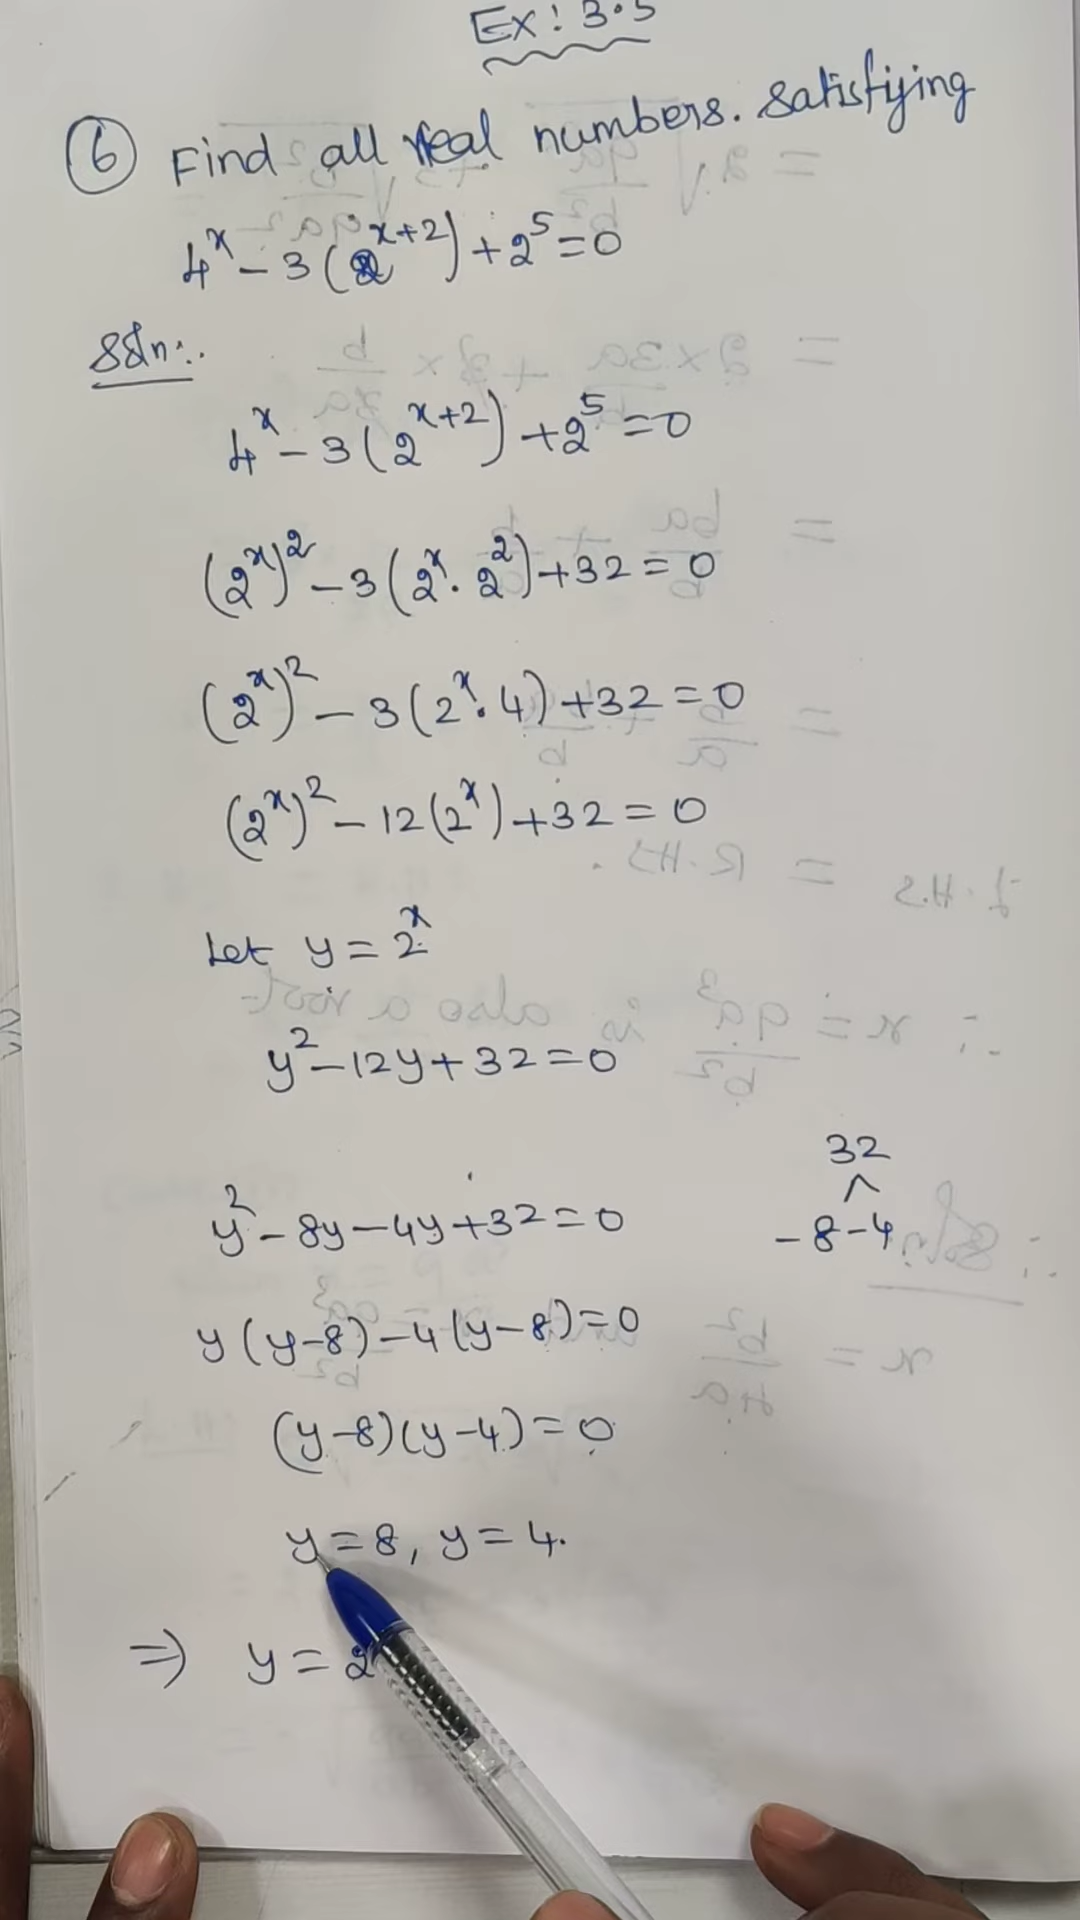 Ex: 3.5
⑥ Find all real numbers. satisfying
4^x - 3(2^{x+2}) + 2^5 = 0
Soln:.
4^x - 3(2^{x+2}) + 2^5 = 0
(2^x)^2 - 3(2^x · 2^2) + 32 = 0
(2^x)^2 - 3(2^x · 4) + 32 = 0
(2^x)^2 - 12(2^x) + 32 = 0
Let y = 2^x
y^2 - 12y + 32 = 0
32
y^2 - 8y - 4y + 32 = 0
- 8 - 4
y(y-8) - 4(y-8) = 0
(y-8)(y-4) = 0
y = 8, y = 4.
⇒ y = 2